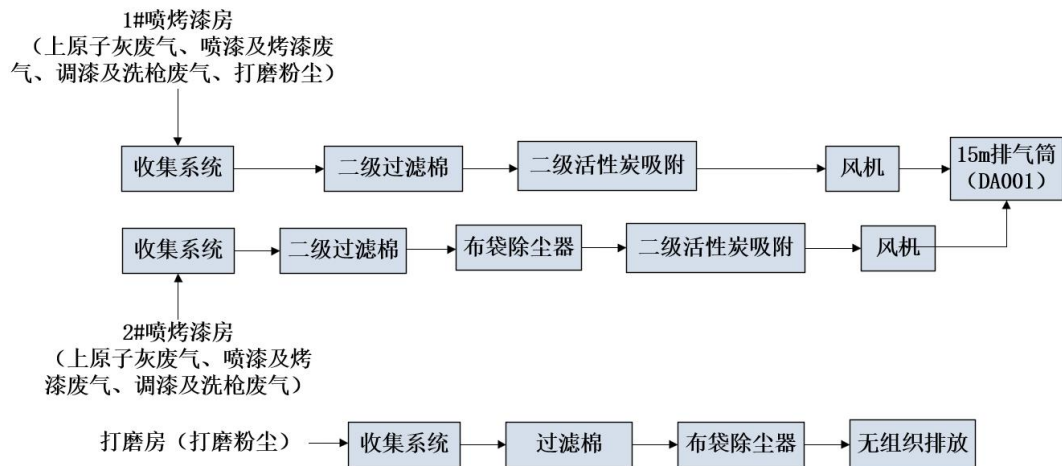 1#喷烤漆房
（上原子灰废气、喷漆及烤漆废
气、调漆及洗枪废气、打磨粉尘）
收集系统
二级过滤棉
二级活性炭吸附
风机
15m排气筒
（DA001）
收集系统
二级过滤棉
布袋除尘器
二级活性炭吸附
风机
2#喷烤漆房
（上原子灰废气、喷漆及烤
漆废气、调漆及洗枪废气）
打磨房（打磨粉尘）
收集系统
过滤棉
布袋除尘器
无组织排放